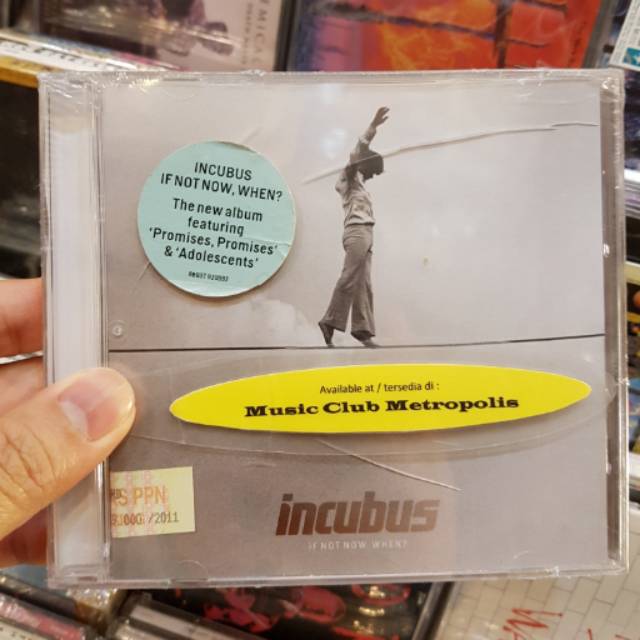 INCUBUS
IF NOT NOW, WHEN?
The new album
featuring
'Promises, Promises'
& 'Adolescents'
Available at / tersedia di :
Music Club Metropolis
S PPN
/2011
incubus
IF NOT NOW WHEN?